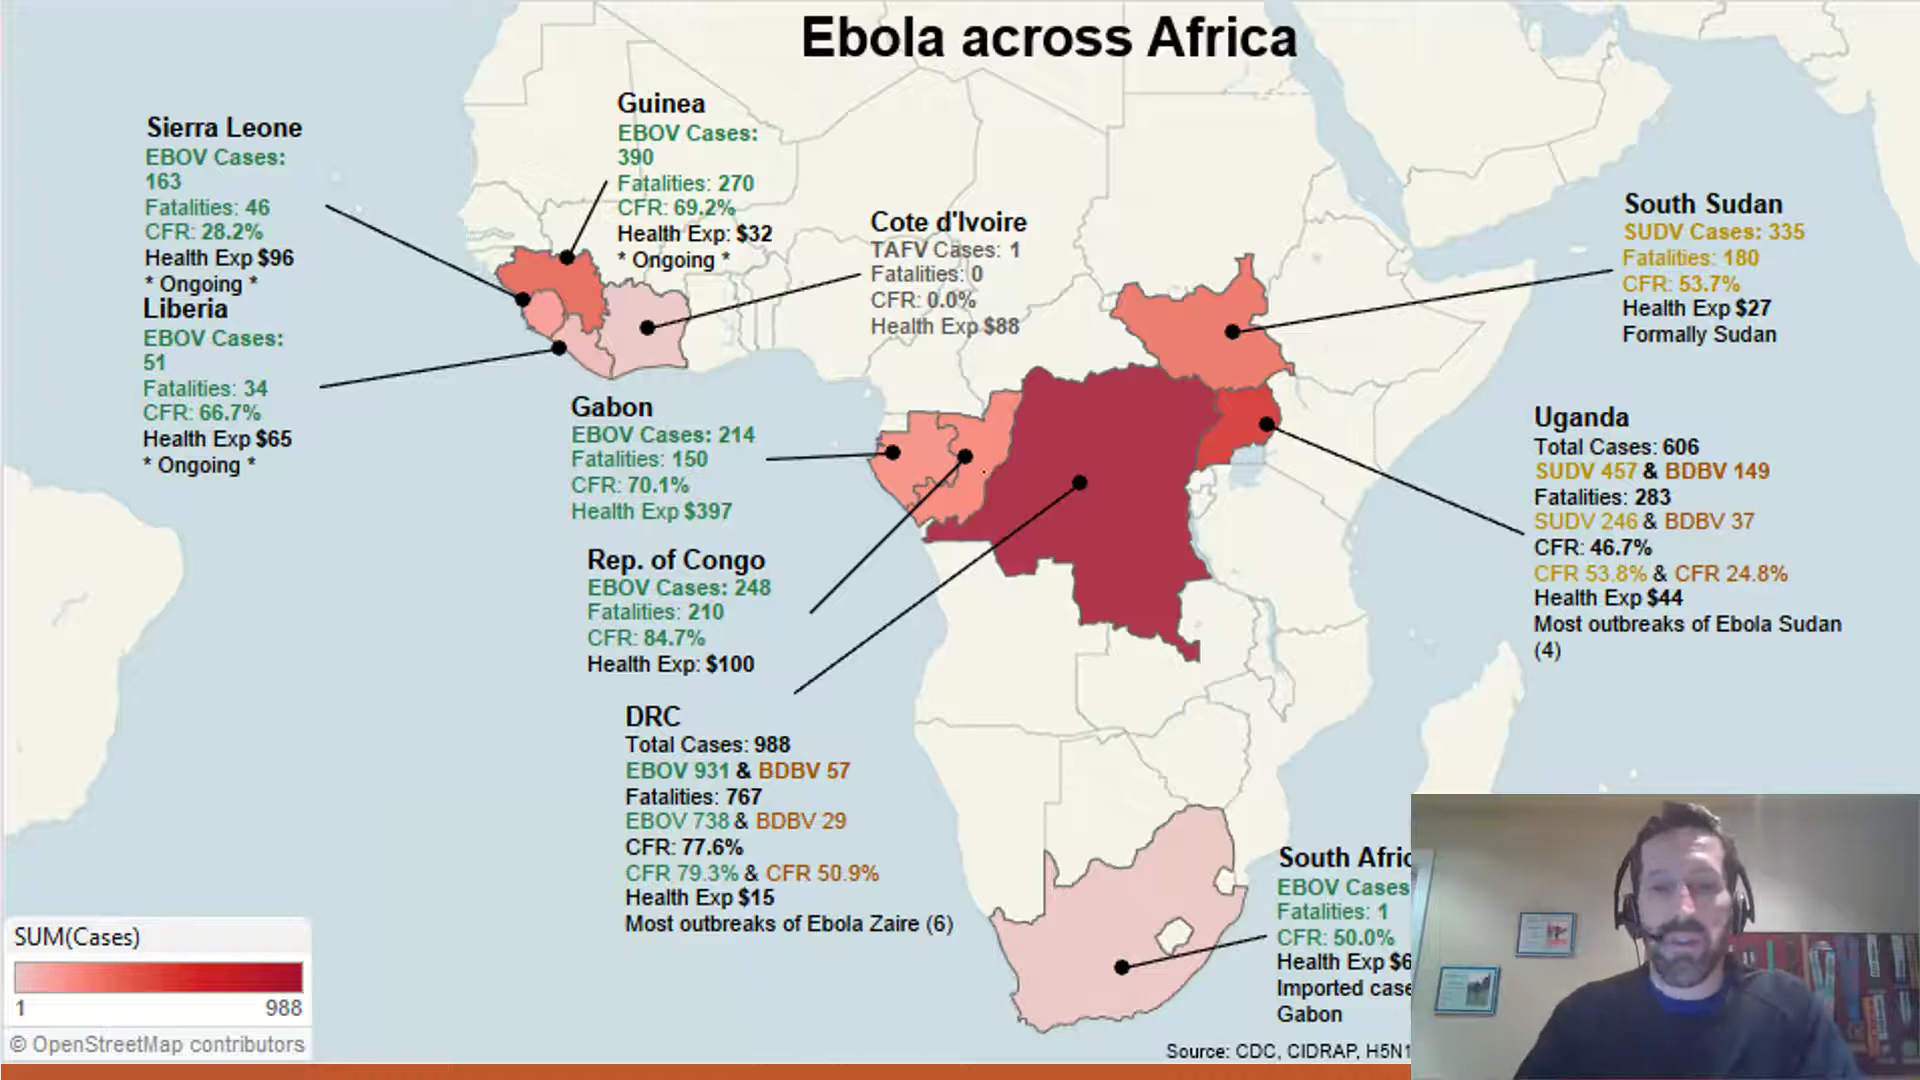 Ebola across Africa
Sierra Leone
EBOV Cases:
163
Fatalities: 46
CFR: 28.2%
Health Exp $96
* Ongoing *
Liberia
EBOV Cases:
51
Fatalities: 34
CFR: 66.7%
Health Exp $65
* Ongoing *
Guinea
EBOV Cases:
390
Fatalities: 270
CFR: 69.2%
Health Exp: $32
* Ongoing *
Cote d'Ivoire
TAFV Cases: 1
Fatalities: 0
CFR: 0.0%
Health Exp $88
South Sudan
SUDV Cases: 335
Fatalities: 180
CFR: 53.7%
Health Exp $27
Formally Sudan
Gabon
EBOV Cases: 214
Fatalities: 150
CFR: 70.1%
Health Exp $397
Uganda
Total Cases: 606
SUDV 457 & BDBV 149
Fatalities: 283
SUDV 246 & BDBV 37
CFR: 46.7%
CFR 53.8% & CFR 24.8%
Health Exp $44
Most outbreaks of Ebola Sudan
(4)
Rep. of Congo
EBOV Cases: 248
Fatalities: 210
CFR: 84.7%
Health Exp: $100
DRC
Total Cases: 988
EBOV 931 & BDBV 57
Fatalities: 767
EBOV 738 & BDBV 29
CFR: 77.6%
CFR 79.3% & CFR 50.9%
Health Exp $15
Most outbreaks of Ebola Zaire (6)
South Afric
EBOV Cases
Fatalities: 1
CFR: 50.0%
Health Exp $6
Imported case
Gabon
Source: CDC, CIDRAP, H5N1
SUM(Cases)
1 988
© OpenStreetMap contributors